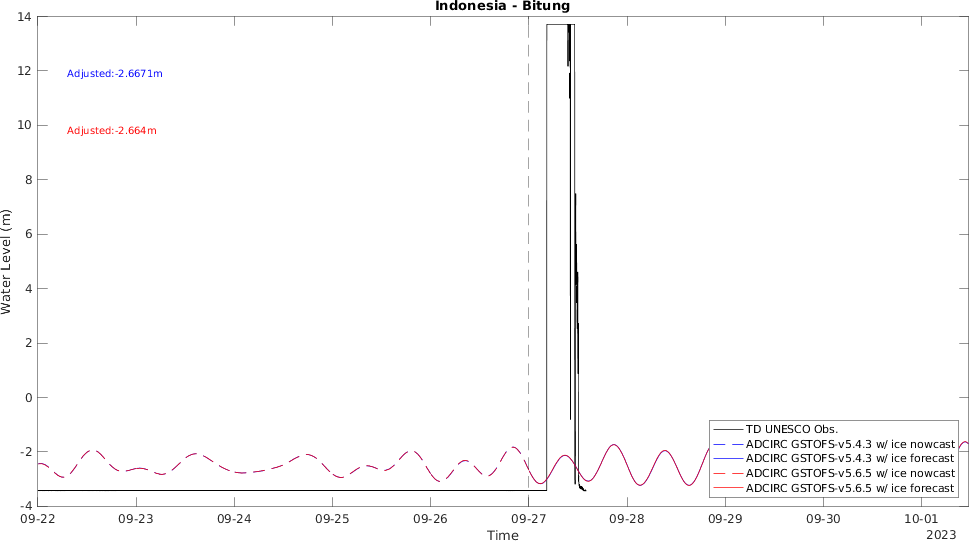 Indonesia - Bitung
14
12
10
8
6
4
2
0
-2
-4
Water Level (m)
Adjusted:-2.6671m
Adjusted:-2.664m
TD UNESCO Obs.
ADCIRC GSTOFS-v5.4.3 w/ ice nowcast
ADCIRC GSTOFS-v5.4.3 w/ ice forecast
ADCIRC GSTOFS-v5.6.5 w/ ice nowcast
ADCIRC GSTOFS-v5.6.5 w/ ice forecast
09-22 09-23 09-24 09-25 09-26 09-27 09-28 09-29 09-30 10-01
Time
2023